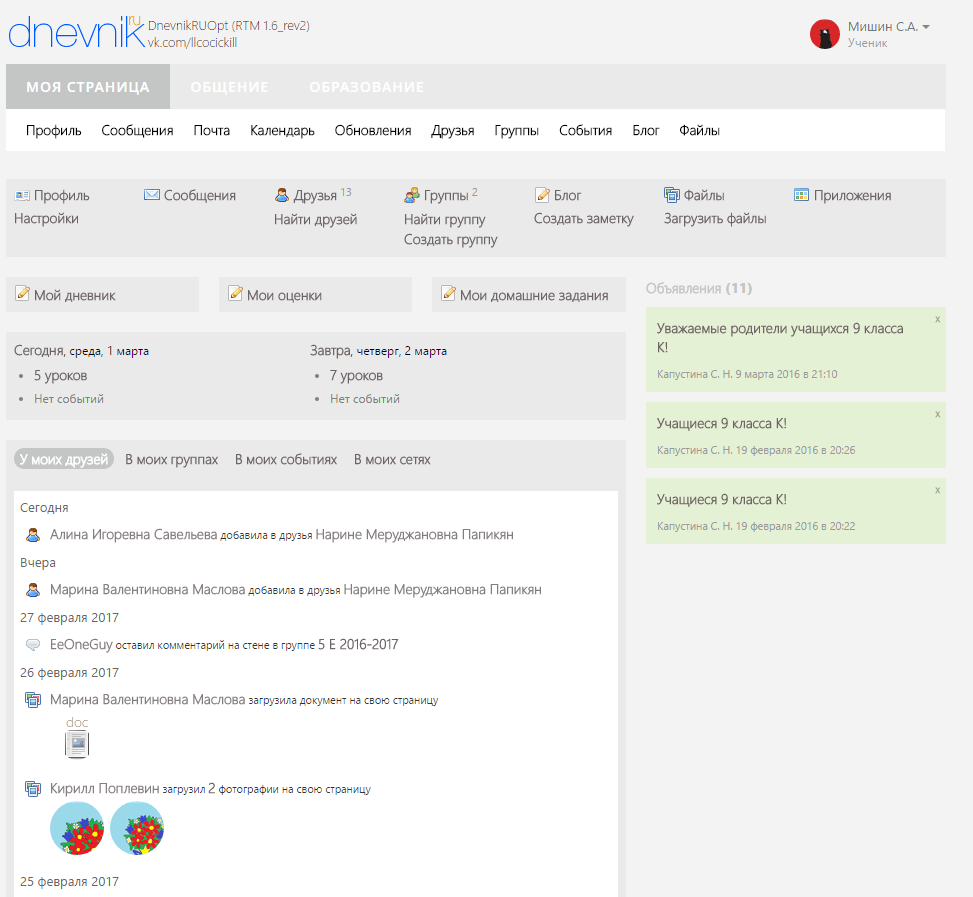 dnevnik ru
DnevnikRUOpt (RTM 1.6_rev2)
vk.com/llcocickill
Мишин С.А.
Ученик
МОЯ СТРАНИЦА ОБЩЕНИЕ ОБРАЗОВАНИЕ
Профиль Сообщения Почта Календарь Обновления Друзья Группы События Блог Файлы
Профиль Сообщения Друзья 13 Группы 2 Блог Файлы Приложения
Настройки Найти друзей Найти группу Создать заметку Загрузить файлы
Создать группу
Мой дневник Мои оценки Мои домашние задания
Сегодня, среда, 1 марта Завтра, четверг, 2 марта
• 5 уроков • 7 уроков
• Нет событий • Нет событий
У моих друзей В моих группах В моих событиях В моих сетях
Сегодня
Алина Игоревна Савельева добавила в друзья Нарине Меруджановна Папикян
Вчера
Марина Валентиновна Маслова добавила в друзья Нарине Меруджановна Папикян
27 февраля 2017
EeOneGuy оставил комментарий на стене в группе 5 Е 2016-2017
26 февраля 2017
Марина Валентиновна Маслова загрузила документ на свою страницу
doc
Кирилл Поплевин загрузил 2 фотографии на свою страницу
25 февраля 2017
Объявления (11)
x
Уважаемые родители учащихся 9 класса
К!
Капустина С. Н. 9 марта 2016 в 21:10
x
Учащиеся 9 класса К!
Капустина С. Н. 19 февраля 2016 в 20:26
x
Учащиеся 9 класса К!
Капустина С. Н. 19 февраля 2016 в 20:22